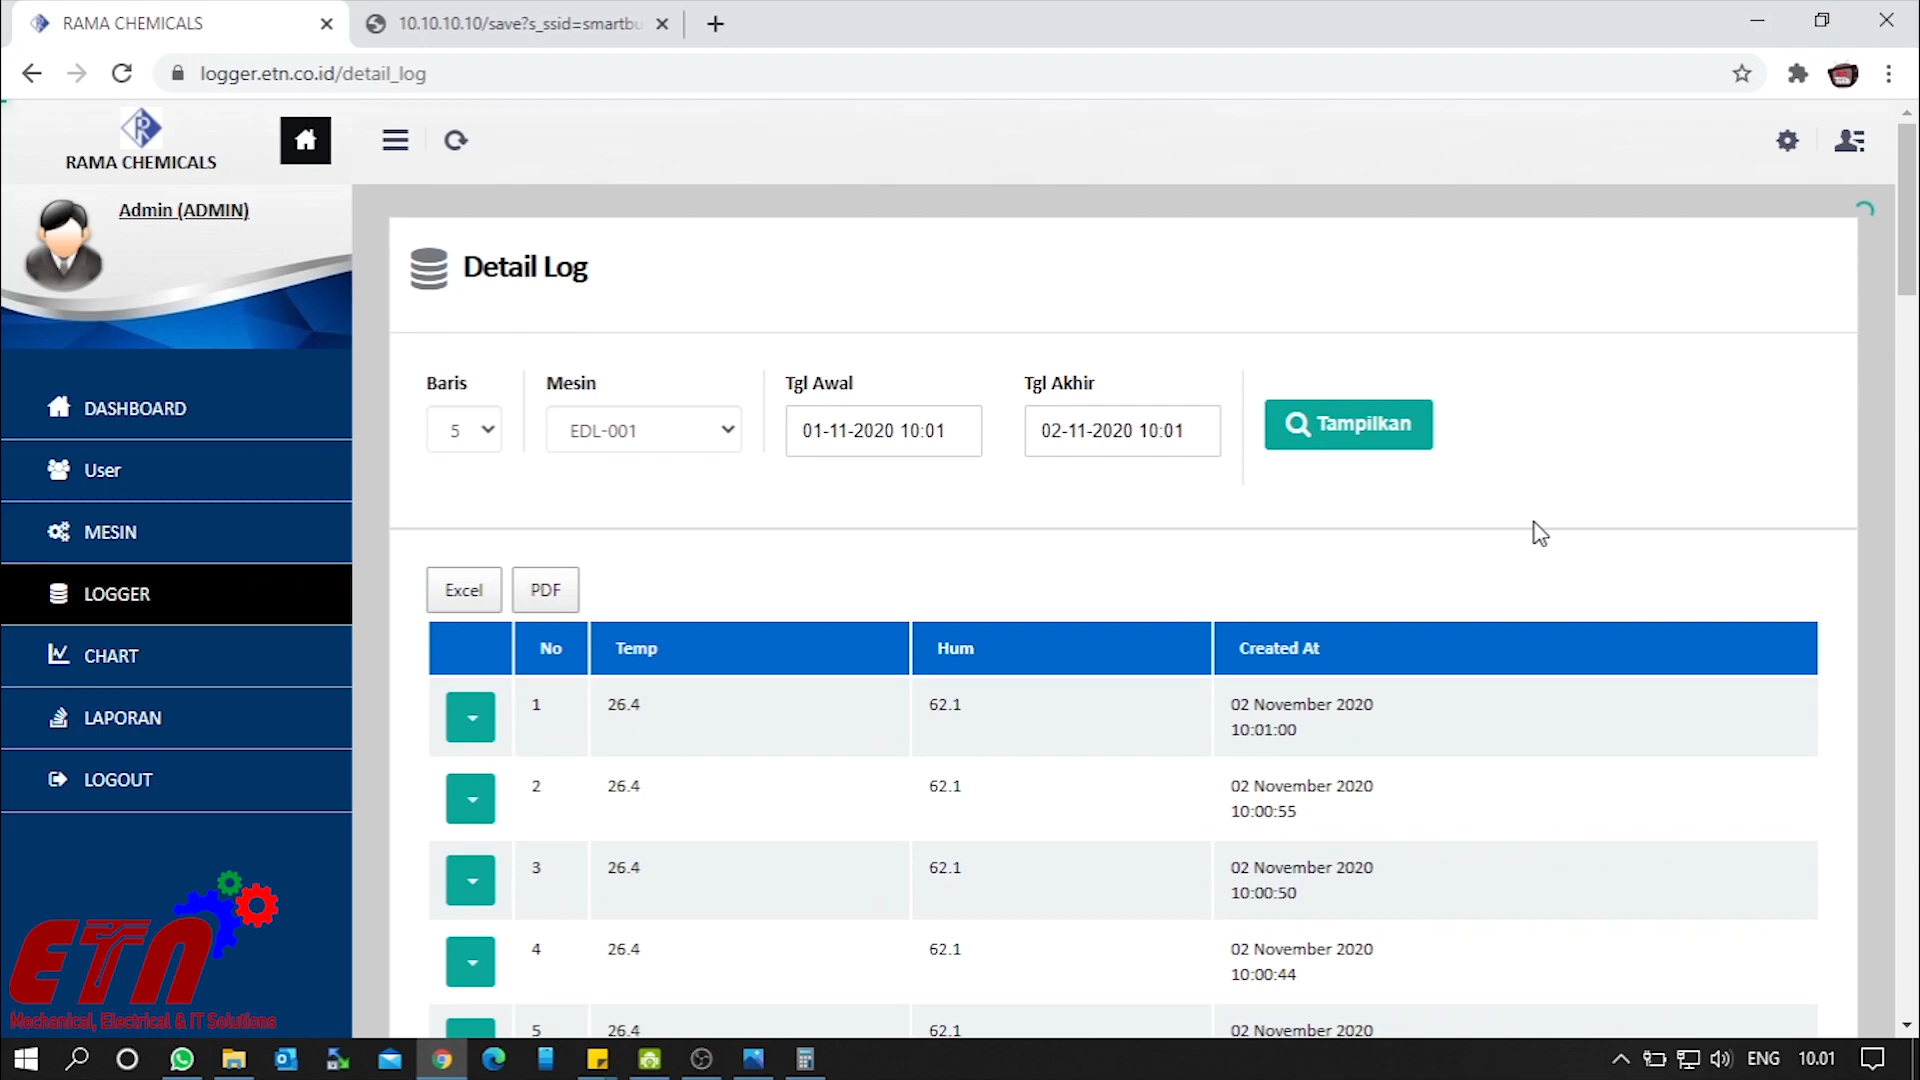 RAMA CHEMICALS
10.10.10.10/save?s_ssid=smartbu
logger.etn.co.id/detail_log
RAMA CHEMICALS
Admin (ADMIN)
DASHBOARD
User
MESIN
LOGGER
CHART
LAPORAN
LOGOUT
ETN
Mechanical, Electrical & IT Solutions
Detail Log
Baris
Mesin
Tgl Awal
Tgl Akhir
5
EDL-001
01-11-2020 10:01
02-11-2020 10:01
Tampilkan
Excel
PDF
No
Temp
Hum
Created At
1
26.4
62.1
02 November 2020
10:01:00
2
26.4
62.1
02 November 2020
10:00:55
3
26.4
62.1
02 November 2020
10:00:50
4
26.4
62.1
02 November 2020
10:00:44
5
26.4
62.1
02 November 2020
ENG
10.01